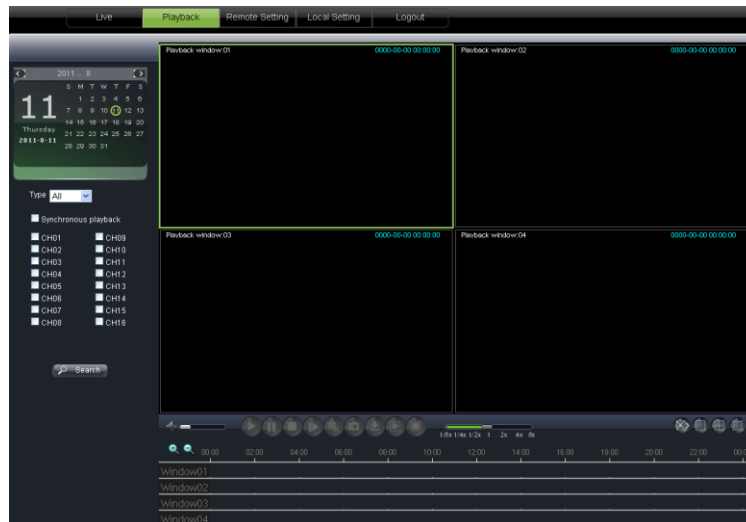 Live Playback Remote Setting Local Setting Logout
Playback window:01 0000-00-00 00:00:00 Playback window:02 0000-00-00 00:00:00
2011 . 8
S M T W T F S
1 2 3 4 5 6
7 8 9 10 11 12 13
14 15 16 17 18 19 20
21 22 23 24 25 26 27
28 29 30 31
11
Thursday
2011-8-11
Type All
Synchronous playback
Playback window:03 0000-00-00 00:00:00 Playback window:04 0000-00-00 00:00:00
CH01 CH09
CH02 CH10
CH03 CH11
CH04 CH12
CH05 CH13
CH06 CH14
CH07 CH15
CH08 CH16
Search
1/8x 1/4x 1/2x 1 2x 4x 8x
00:00 02:00 04:00 06:00 08:00 10:00 12:00 14:00 16:00 18:00 20:00 22:00 00:0
Window01
Window02
Window03
Window04